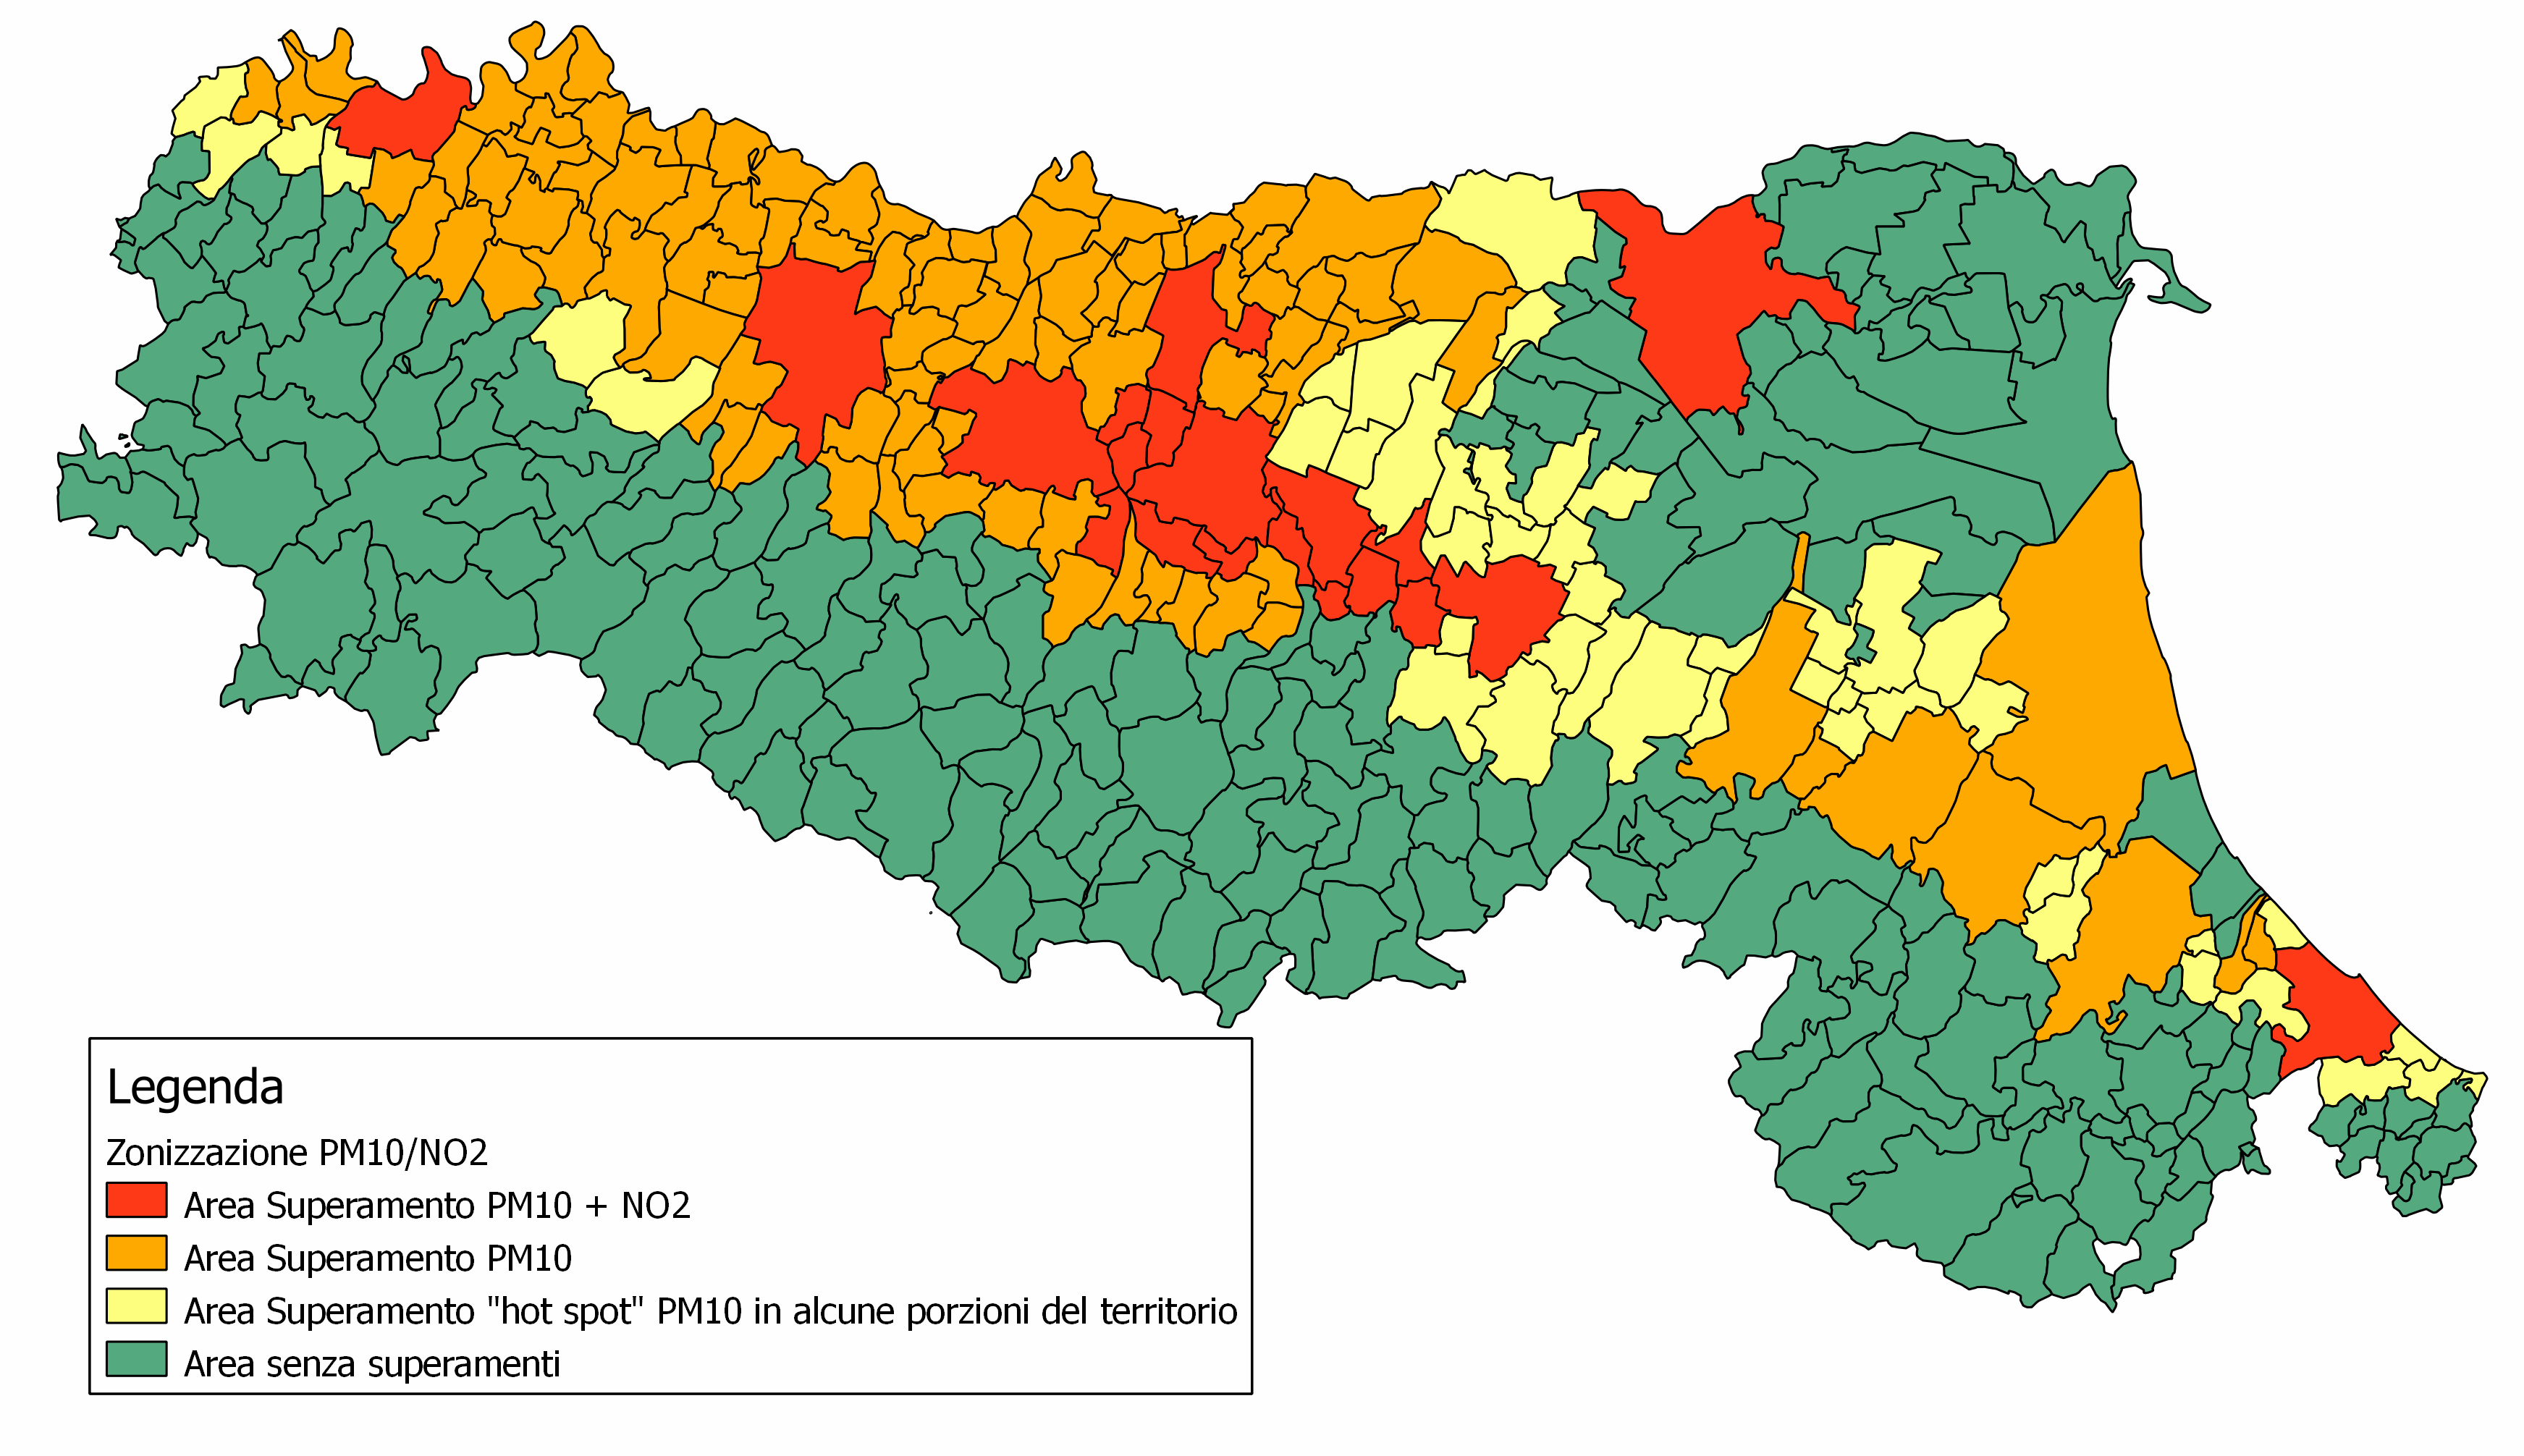 Legenda
Zonizzazione PM10/NO2
Area Superamento PM10 + NO2
Area Superamento PM10
Area Superamento "hot spot" PM10 in alcune porzioni del territorio
Area senza superamenti